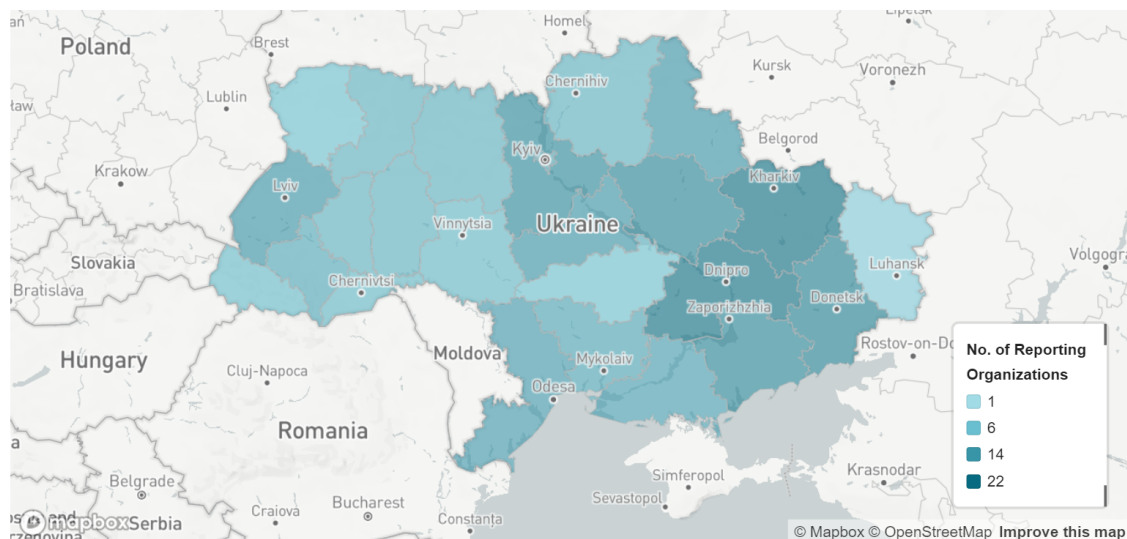 Homel
Lipetsk
Poland
Brest
Kursk
Voronezh
Chernihiv
Lublin
Belgorod
Kyiv
Krakow
Kharkiv
Lviv
Vinnytsia
Ukraine
Slovakia
Luhansk
Volgogra
Dnipro
Chernivtsi
Bratislava
Donetsk
Zaporizhzhia
Rostov-on-Do
Hungary
Moldova
Mykolaiv
Cluj-Napoca
Odesa
No. of Reporting
Organizations
1
6
14
22
Romania
Simferopol
Krasnodar
Belgrade
Sevastopol
Bucharest
Craiova
Constanța
mapbox
Serbia
© Mapbox © OpenStreetMap Improve this map